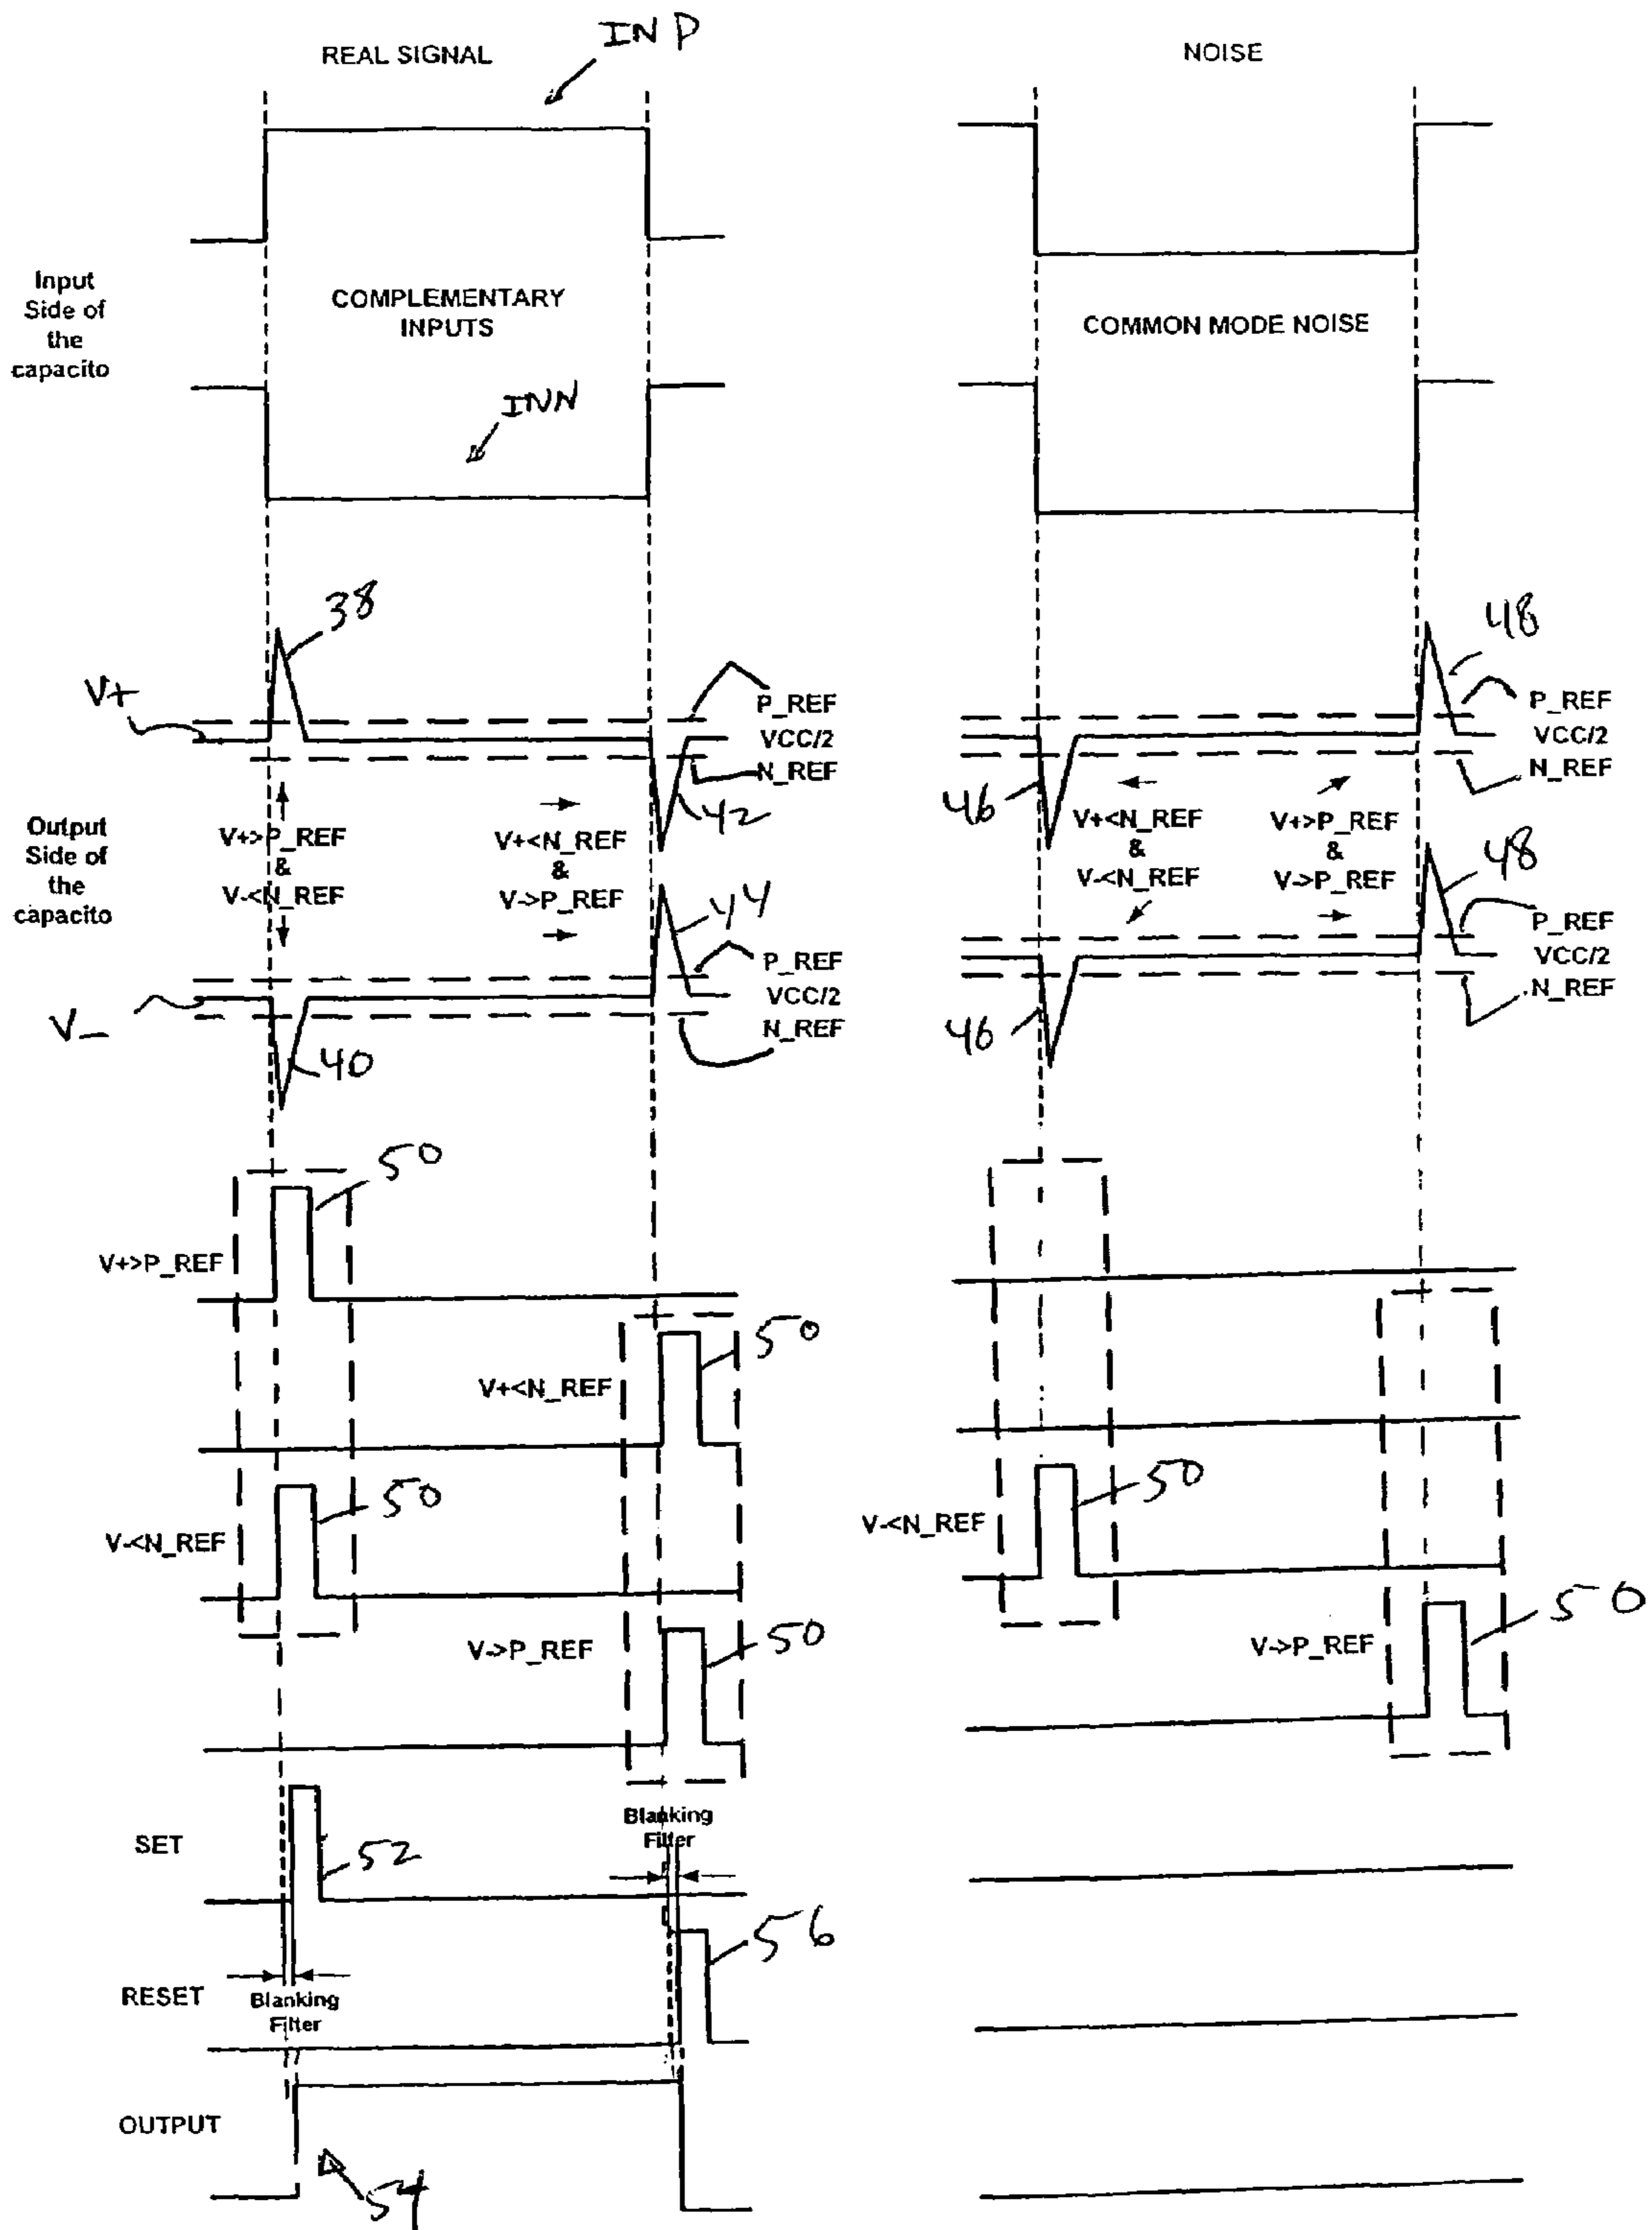 REAL SIGNAL
INP
NOISE
Input
Side of
the
capacito
COMPLEMENTARY
INPUTS
COMMON MODE NOISE
INN
38
48
V+
P_REF
VCC/2
N_REF
P_REF
VCC/2
N_REF
42
46
Output
Side of
the
capacito
V+>P_REF
&
V-<N_REF
V+<N_REF
&
V->P_REF
V+<N_REF
&
V-<N_REF
V+>P_REF
&
V->P_REF
48
44
P_REF
VCC/2
N_REF
P_REF
VCC/2
N_REF
V-
40
46
50
V+>P_REF
50
V+<N_REF
50
V-<N_REF
50
V-<N_REF
50
V->P_REF
50
V->P_REF
Blanking
Filter
SET
52
56
RESET
Blanking
Filter
OUTPUT
54